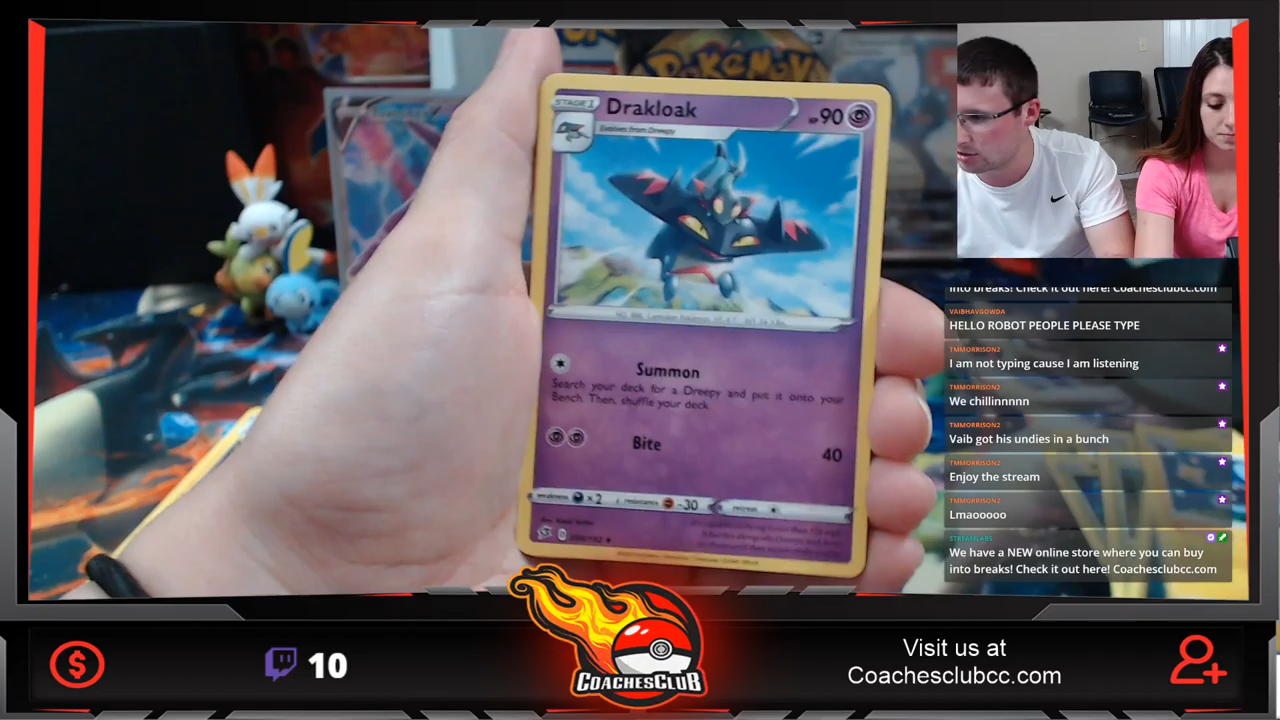 POKéMON
STAGE 1
Drakloak
HP 90
Evolves from Dreepy
Summon
Search your deck for a Dreepy and put it onto your
Bench. Then, shuffle your deck.
Bite
40
weakness x2 resistance -30 retreat
into breaks! Check it out here! Coachesclubcc.com
VAIBHAVGOWDA
HELLO ROBOT PEOPLE PLEASE TYPE
TMMORRISON2
I am not typing cause I am listening
TMMORRISON2
We chillinnnnn
TMMORRISON2
Vaib got his undies in a bunch
TMMORRISON2
Enjoy the stream
TMMORRISON2
Lmaooooo
STREAMLABS
We have a NEW online store where you can buy
into breaks! Check it out here! Coachesclubcc.com
$
10
COACHESCLUB
Visit us at
Coachesclubcc.com